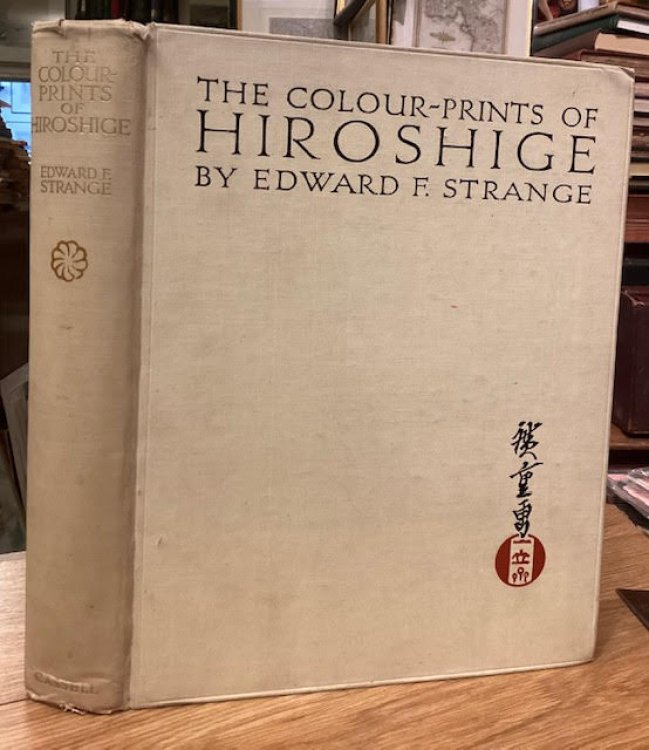 THE
COLOUR-
PRINTS
OF
HIROSHIGE
EDWARD F.
STRANGE
CASSELL
THE COLOUR-PRINTS OF
HIROSHIGE
BY EDWARD F. STRANGE
廣重画
一立斎